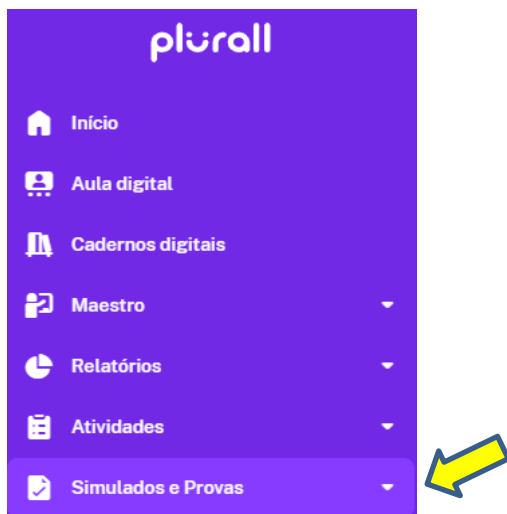 plurall
Início
Aula digital
Cadernos digitais
Maestro
Relatórios
Atividades
Simulados e Provas